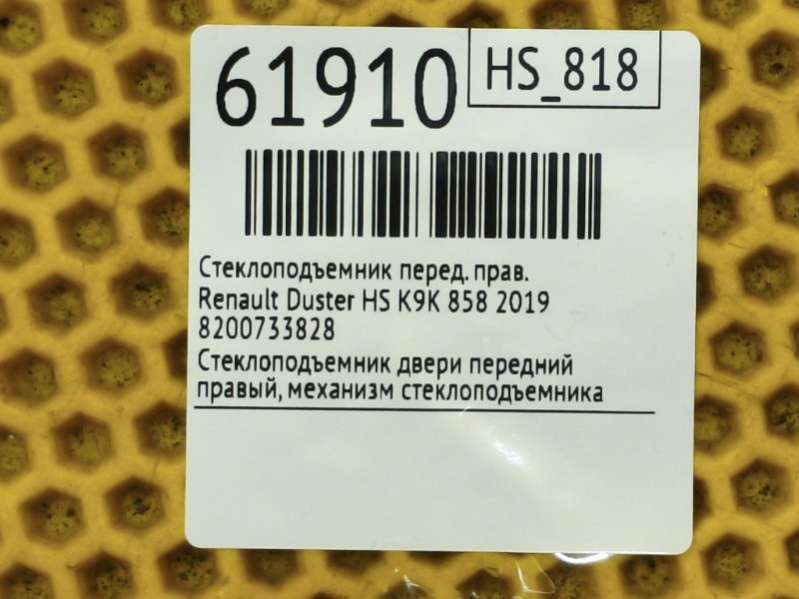 61910
HS_818
Стеклоподъемник перед. прав.
Renault Duster HS K9K 858 2019
8200733828
Стеклоподъемник двери передний
правый, механизм стеклоподъемника